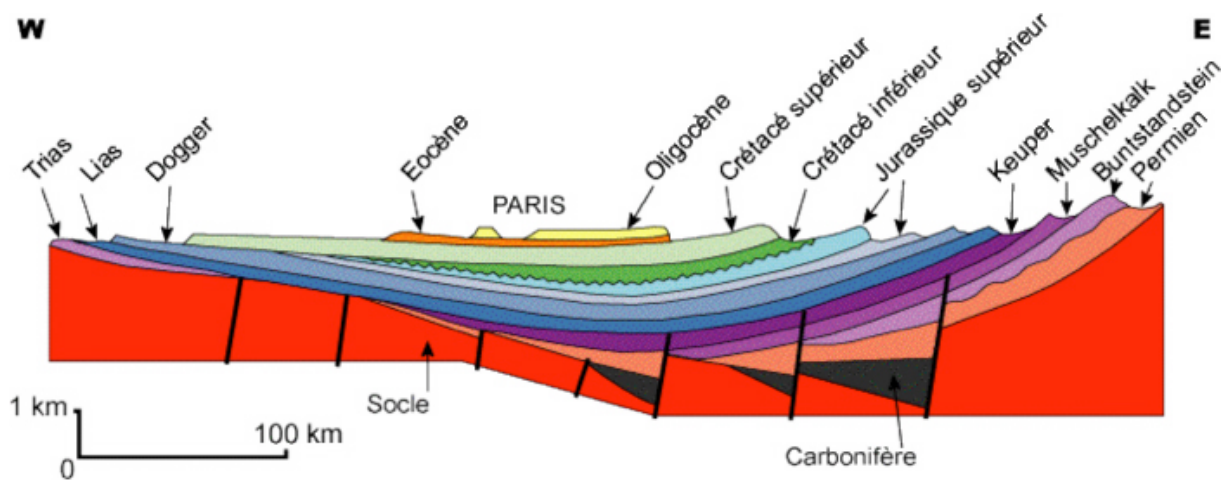 W
E
Trias
Lias
Dogger
Eocène
PARIS
Oligocène
Crétacé supérieur
Crétacé inférieur
Jurassique supérieur
Keuper
Muschelkalk
Buntstandstein
Permien
Socle
Carbonifère
1 km
100 km
0